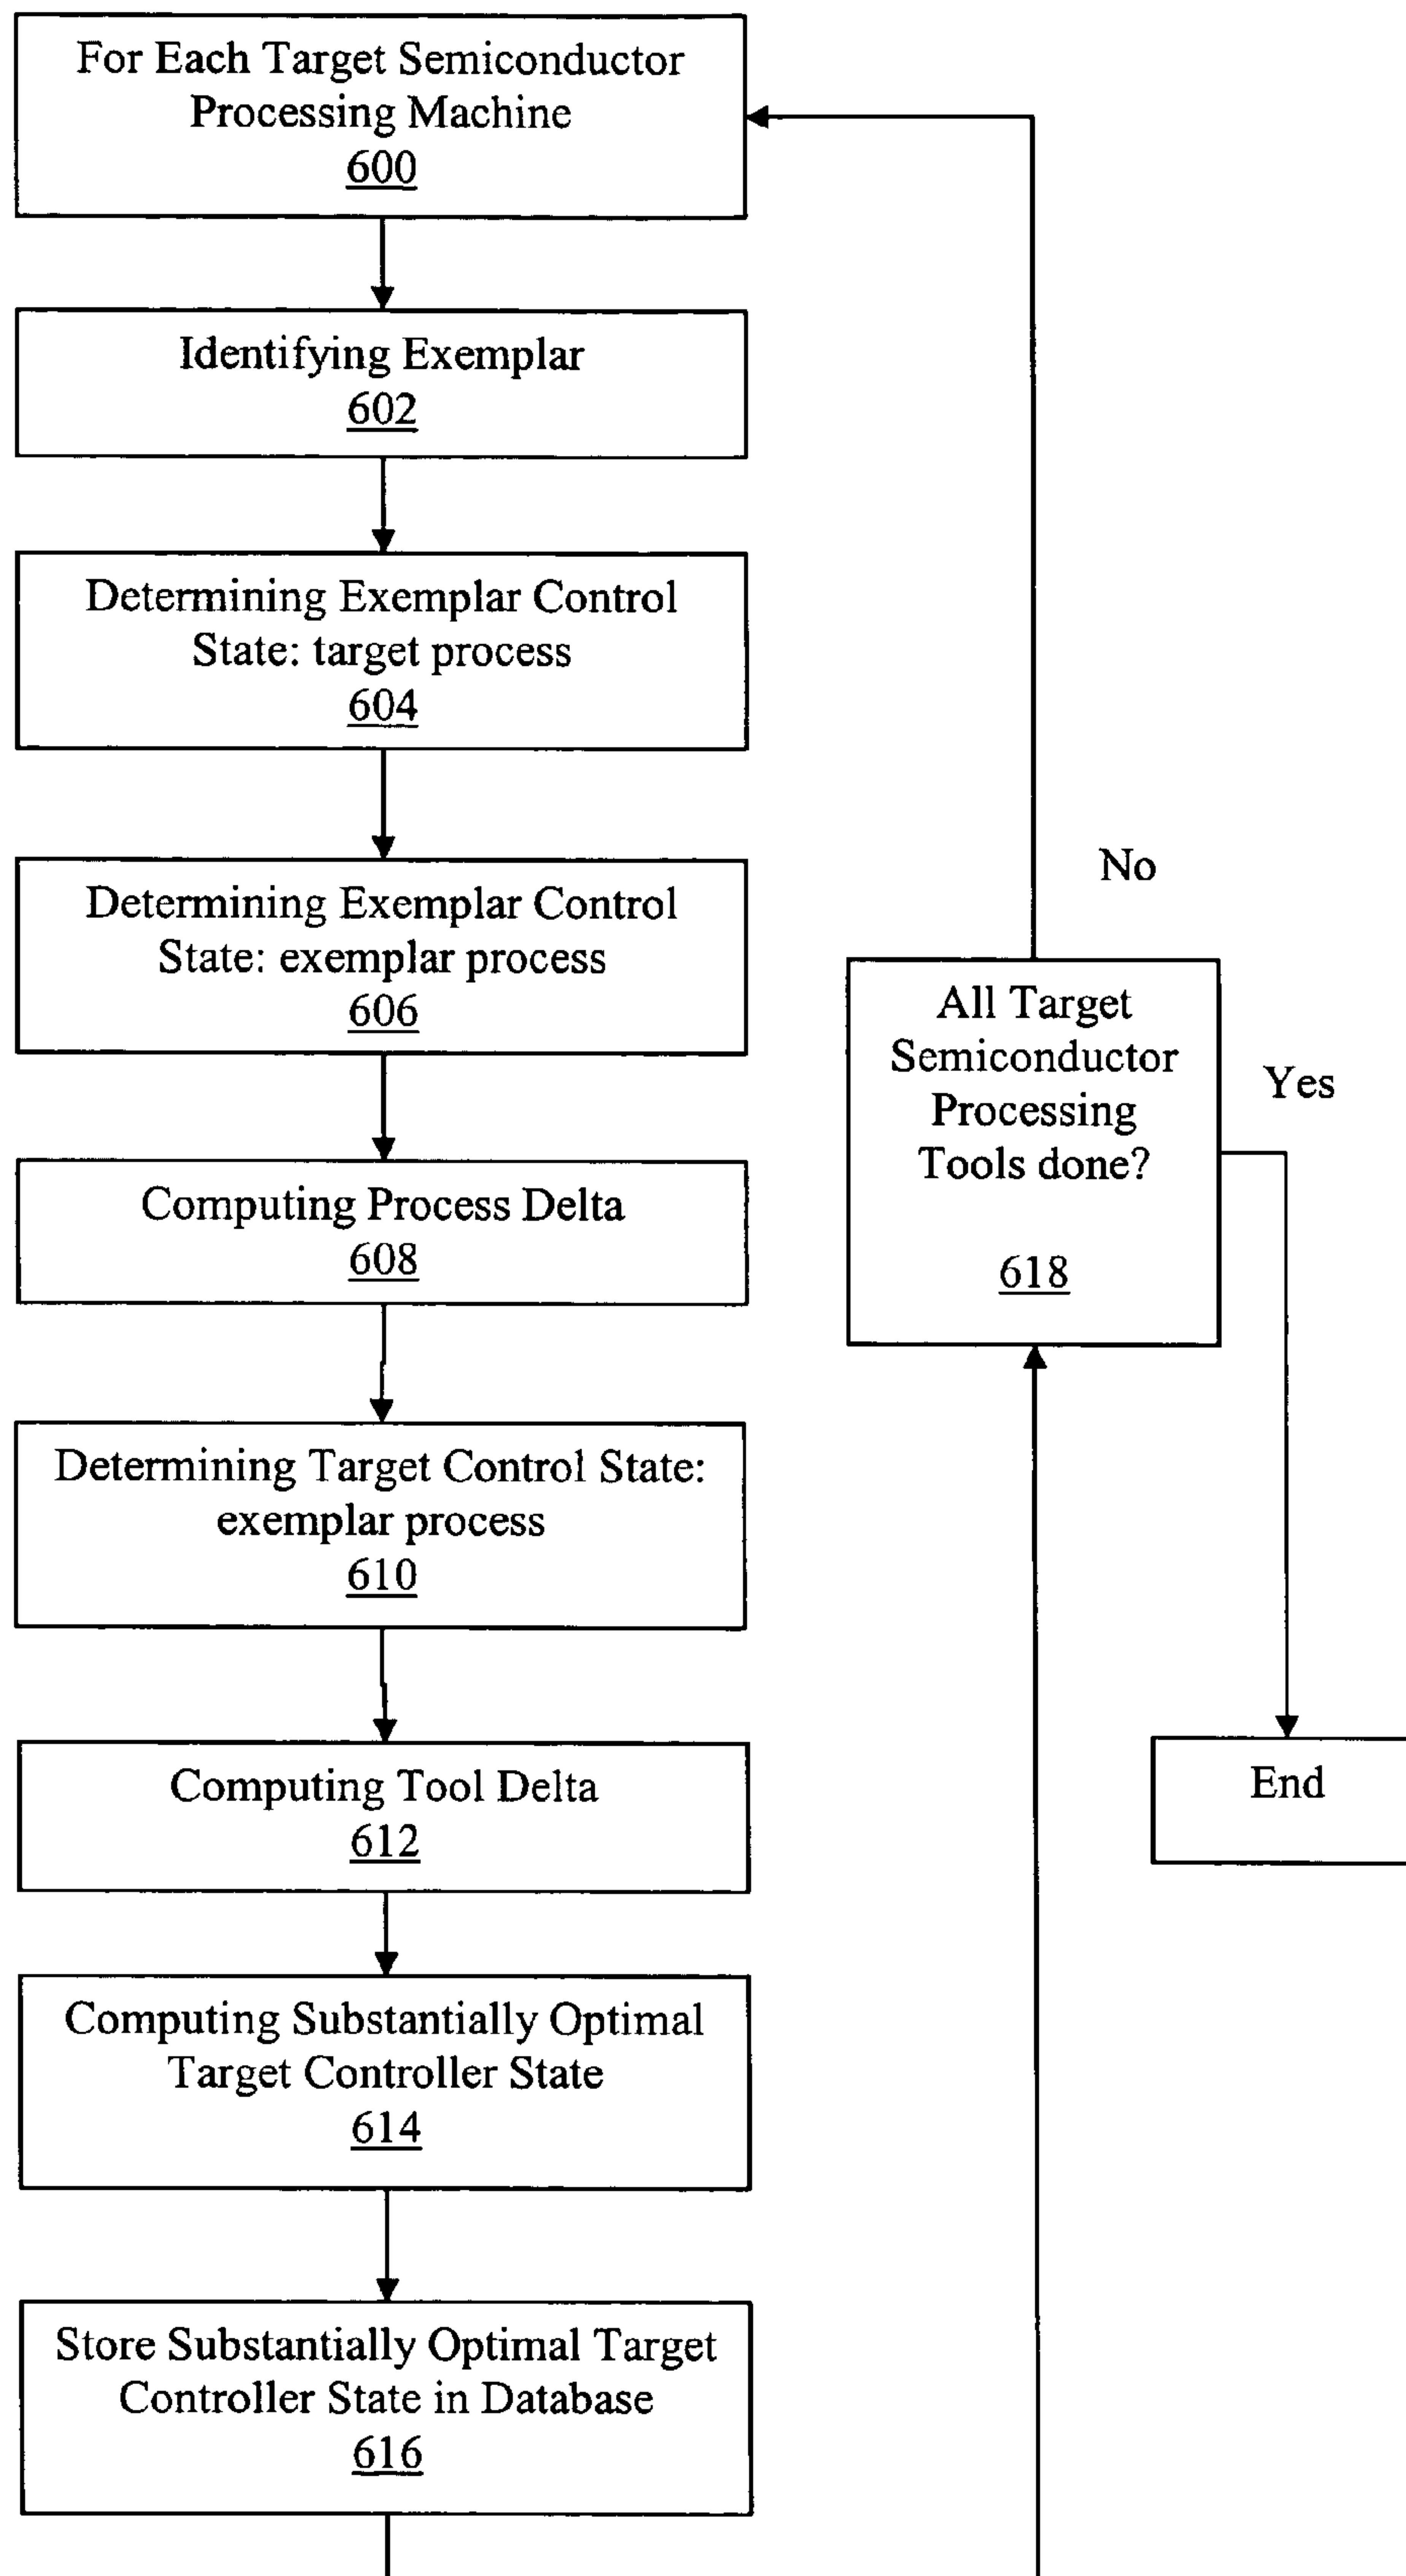 For Each Target Semiconductor
Processing Machine
600
Identifying Exemplar
602
Determining Exemplar Control
State: target process
604
Determining Exemplar Control
State: exemplar process
606
Computing Process Delta
608
Determining Target Control State:
exemplar process
610
Computing Tool Delta
612
Computing Substantially Optimal
Target Controller State
614
Store Substantially Optimal Target
Controller State in Database
616
No
All Target
Semiconductor
Processing
Tools done?
618
Yes
End